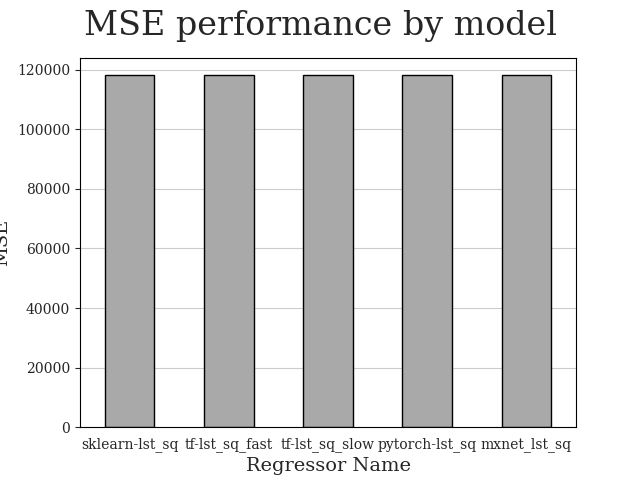 MSE performance by model
120000
100000
80000
60000
40000
20000
0
MSE
sklearn-lst_sq tf-lst_sq_fast tf-lst_sq_slow pytorch-lst_sq mxnet_lst_sq
Regressor Name